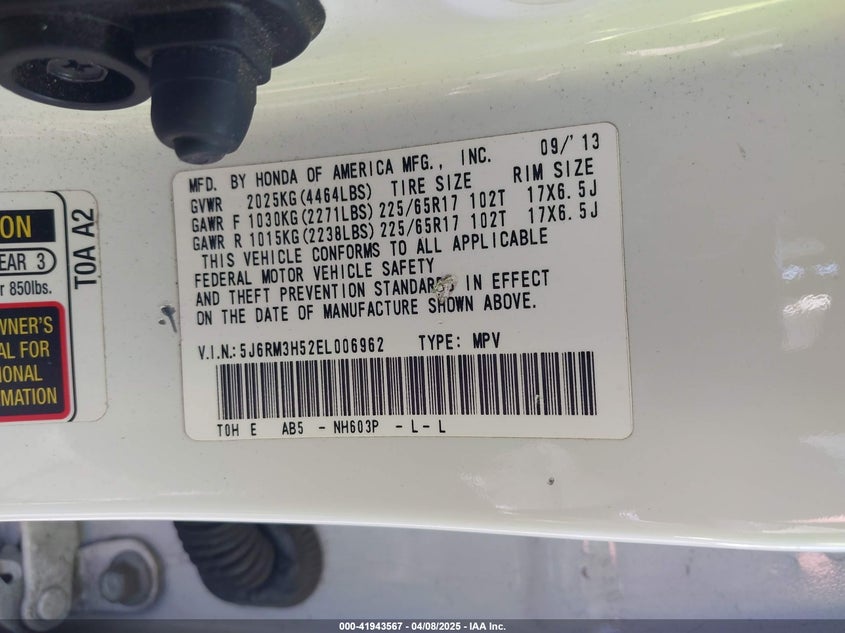 ON
EAR 3
r 850lbs.
WNER'S
AL FOR
IONAL
RMATION
T0A A2
MFD. BY HONDA OF AMERICA MFG., INC. 09/'13
GVWR 2025KG(4464LBS) TIRE SIZE RIM SIZE
GAWR F 1030KG(2271LBS) 225/65R17 102T 17X6.5J
GAWR R 1015KG(2238LBS) 225/65R17 102T 17X6.5J
THIS VEHICLE CONFORMS TO ALL APPLICABLE
FEDERAL MOTOR VEHICLE SAFETY
AND THEFT PREVENTION STANDARDS IN EFFECT
ON THE DATE OF MANUFACTURE SHOWN ABOVE.
V.I.N:5J6RM3H52EL006962 TYPE: MPV
T0H E AB5 - NH603P - L - L
000-41943567 - 04/08/2025 - IAA Inc.